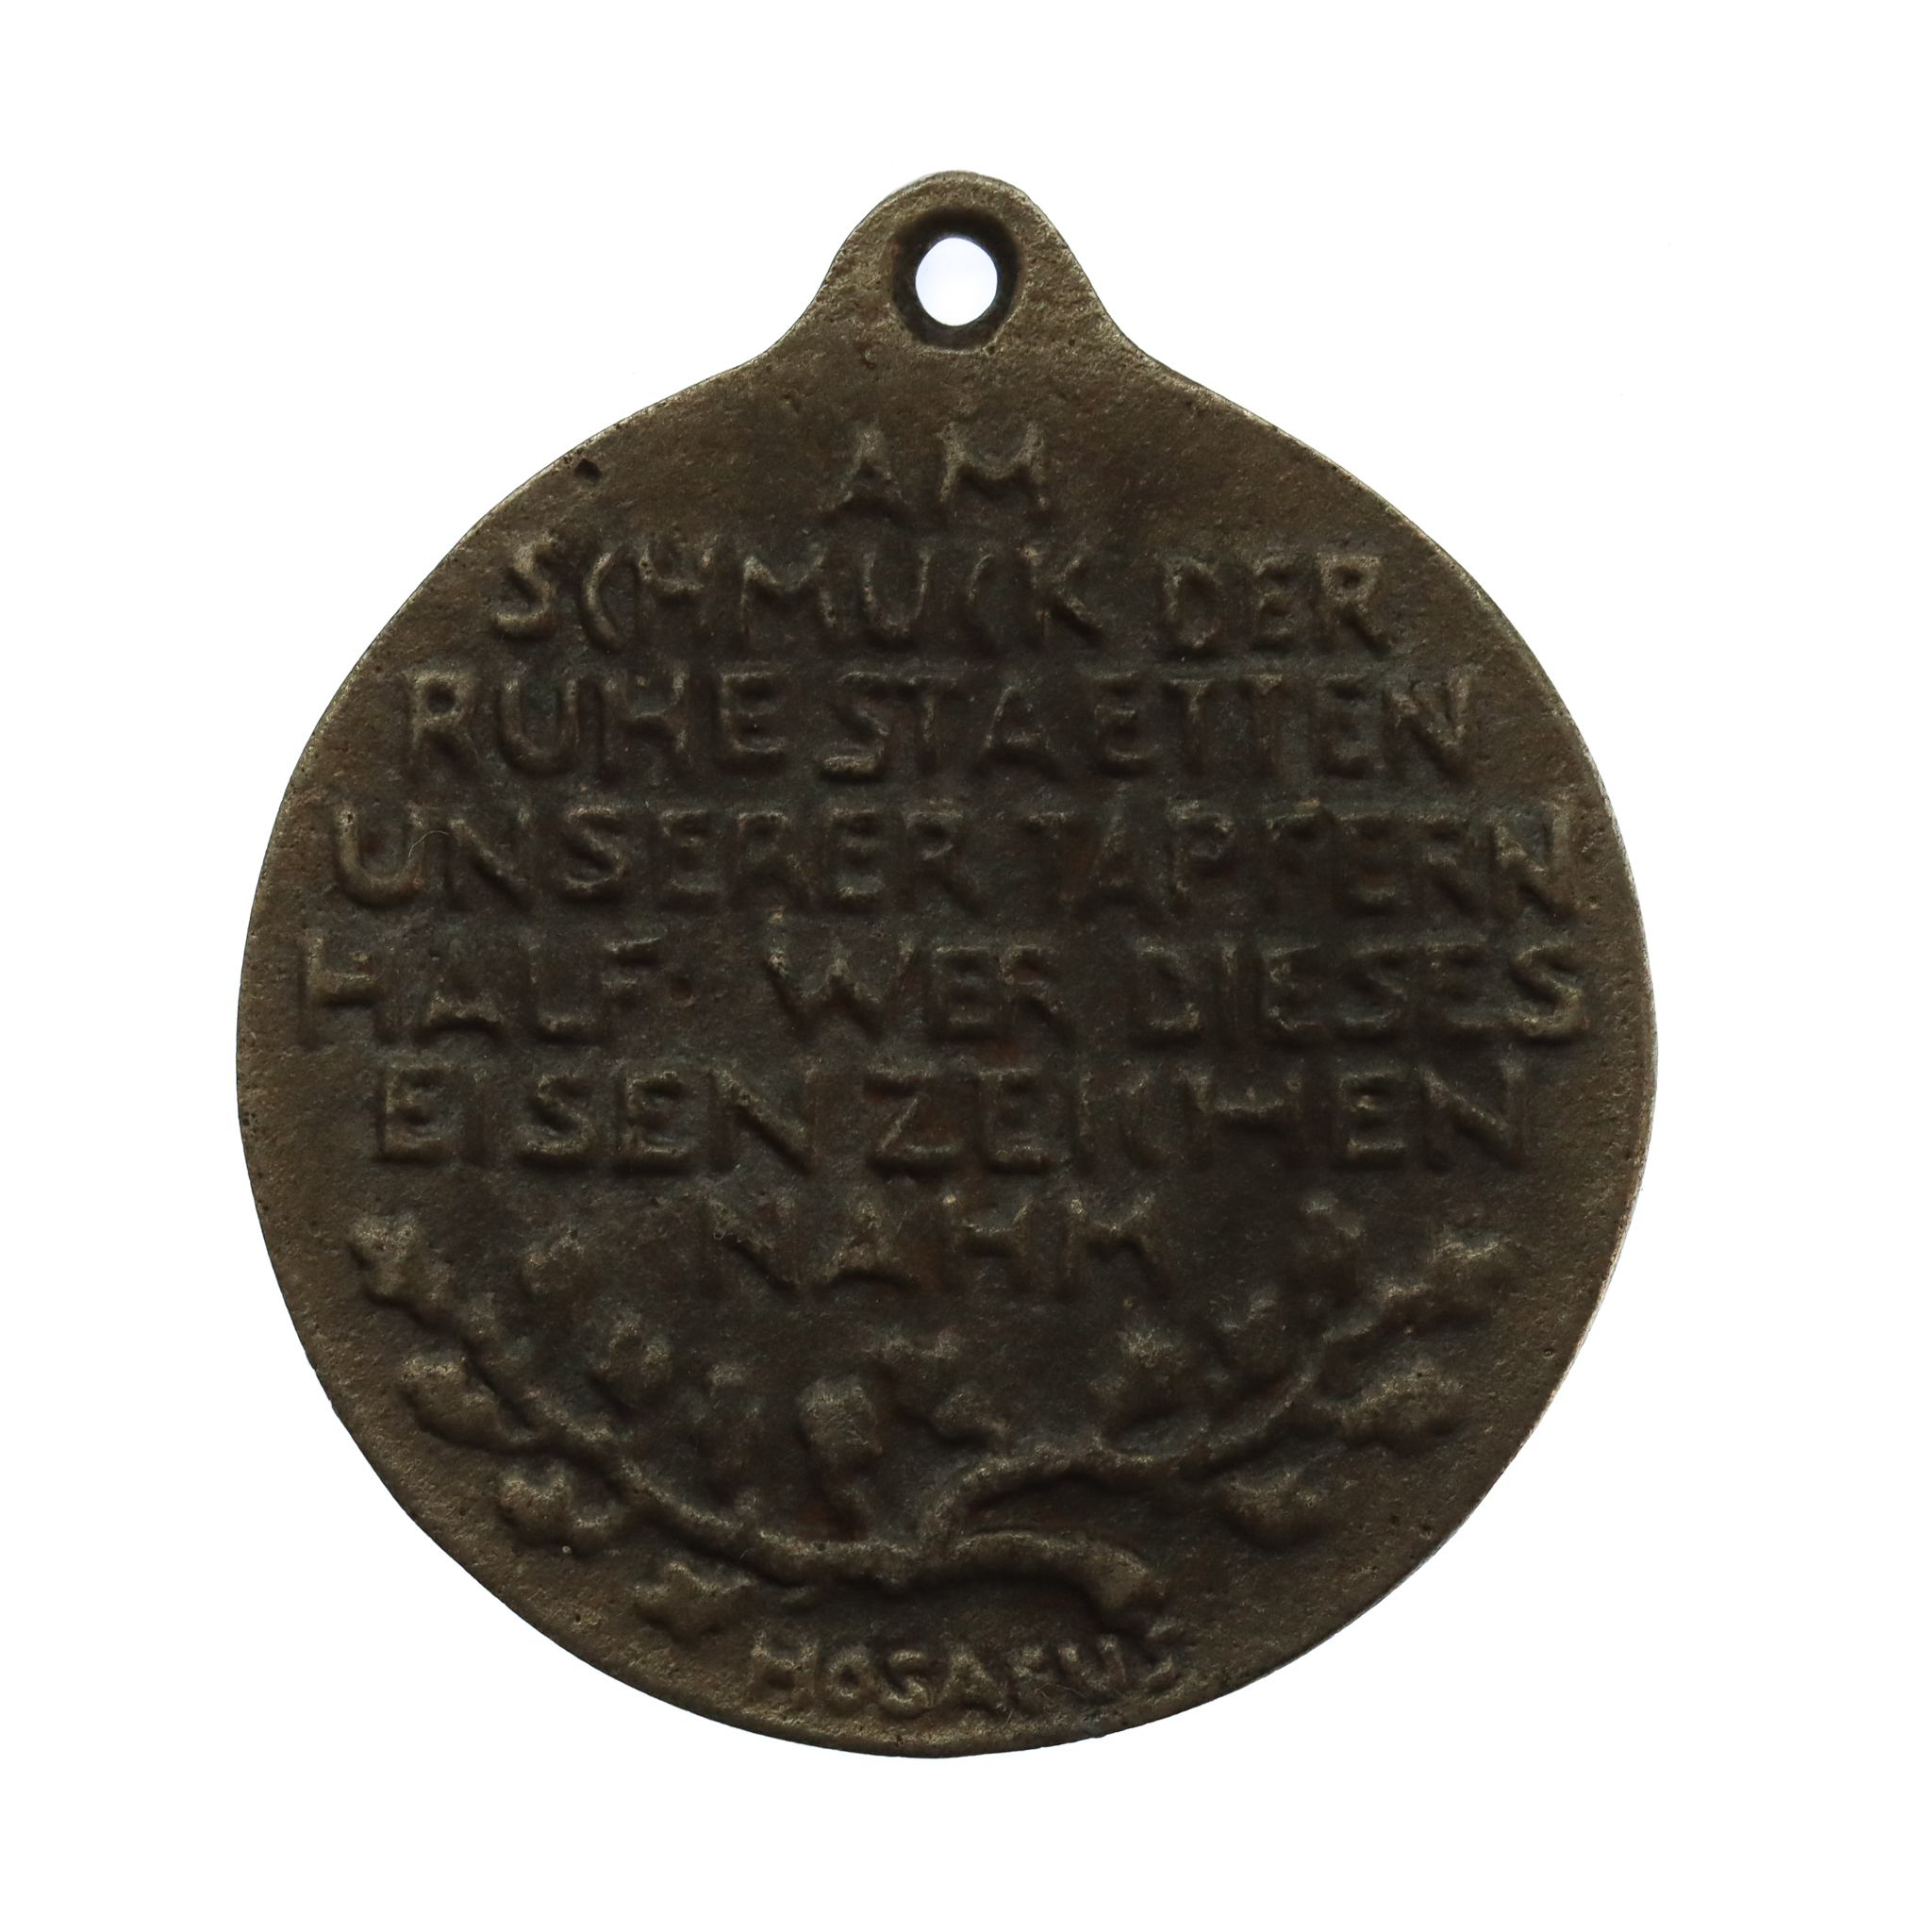 AM
SCHMUCK DER
RUHESTAETTEN
UNSERER TAPFERN
HALF· WER DIESES
EISENZEICHEN
NAHM
HOSAEUS